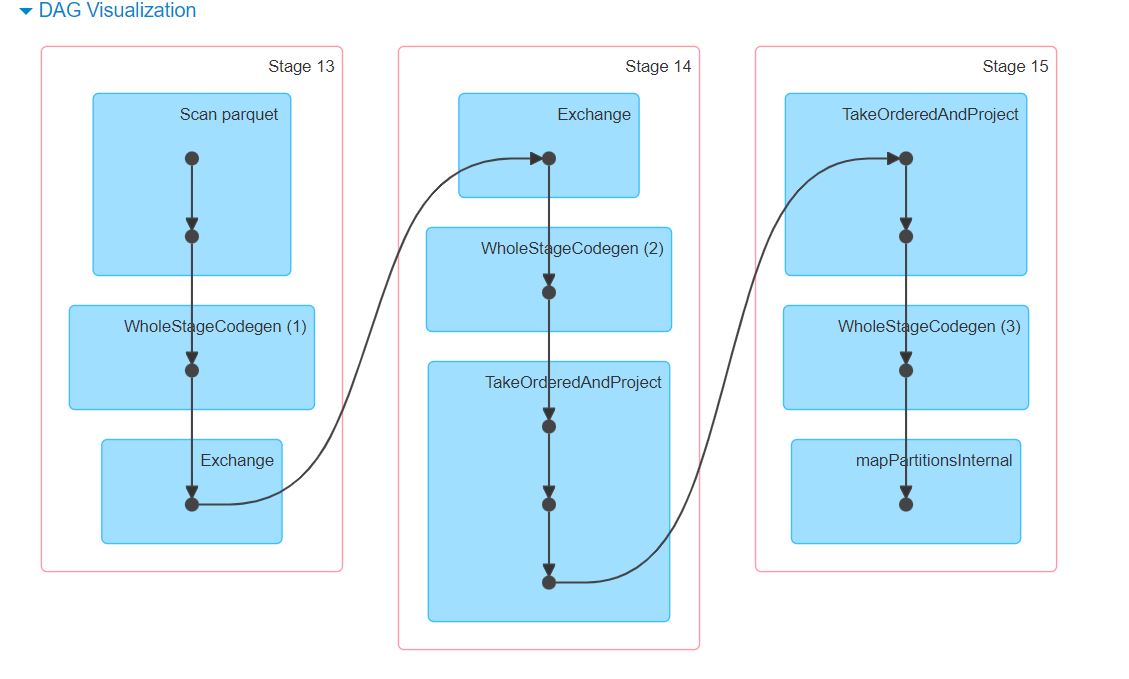 DAG Visualization
Stage 13
Scan parquet
WholeStageCodegen (1)
Exchange
Stage 14
Exchange
WholeStageCodegen (2)
TakeOrderedAndProject
Stage 15
TakeOrderedAndProject
WholeStageCodegen (3)
mapPartitionsInternal